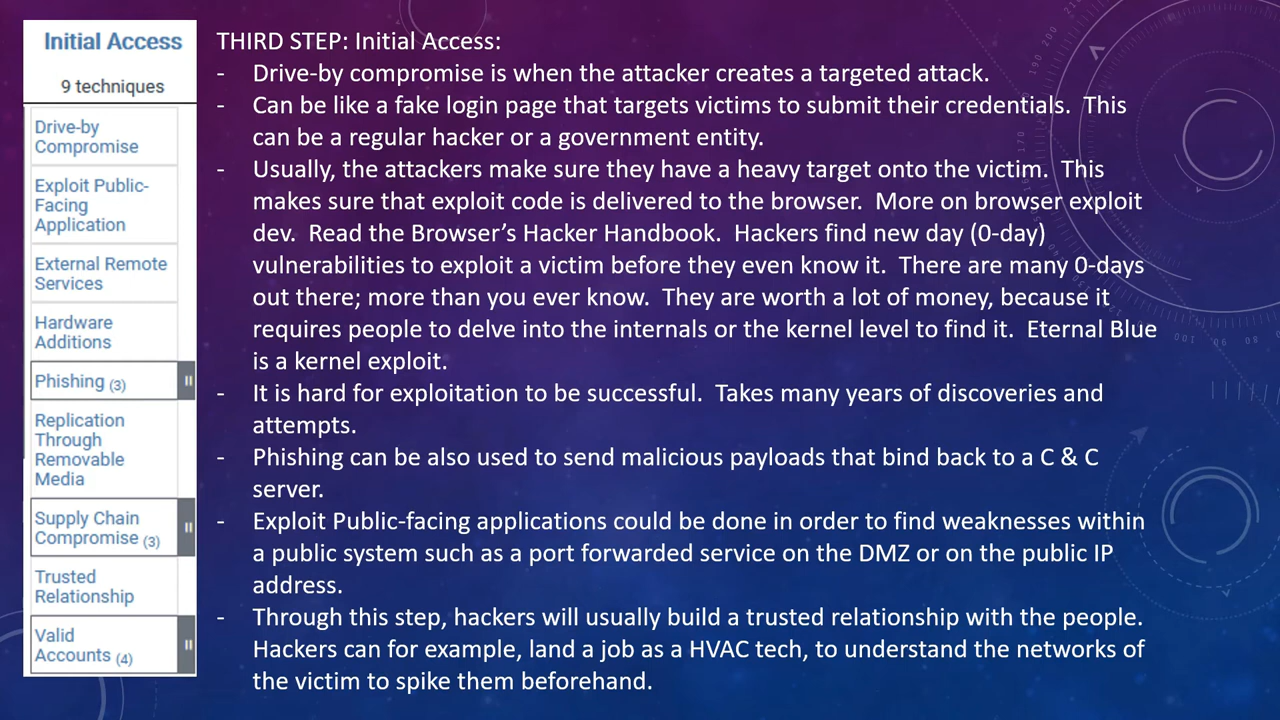 Initial Access
9 techniques
Drive-by
Compromise
Exploit Public-
Facing
Application
External Remote
Services
Hardware
Additions
Phishing (3)
Replication
Through
Removable
Media
Supply Chain
Compromise (3)
Trusted
Relationship
Valid
Accounts (4)
THIRD STEP: Initial Access:
- Drive-by compromise is when the attacker creates a targeted attack.
- Can be like a fake login page that targets victims to submit their credentials. This
can be a regular hacker or a government entity.
- Usually, the attackers make sure they have a heavy target onto the victim. This
makes sure that exploit code is delivered to the browser. More on browser exploit
dev. Read the Browser's Hacker Handbook. Hackers find new day (0-day)
vulnerabilities to exploit a victim before they even know it. There are many 0-days
out there; more than you ever know. They are worth a lot of money, because it
requires people to delve into the internals or the kernel level to find it. Eternal Blue
is a kernel exploit.
- It is hard for exploitation to be successful. Takes many years of discoveries and
attempts.
- Phishing can be also used to send malicious payloads that bind back to a C & C
server.
- Exploit Public-facing applications could be done in order to find weaknesses within
a public system such as a port forwarded service on the DMZ or on the public IP
address.
- Through this step, hackers will usually build a trusted relationship with the people.
Hackers can for example, land a job as a HVAC tech, to understand the networks of
the victim to spike them beforehand.